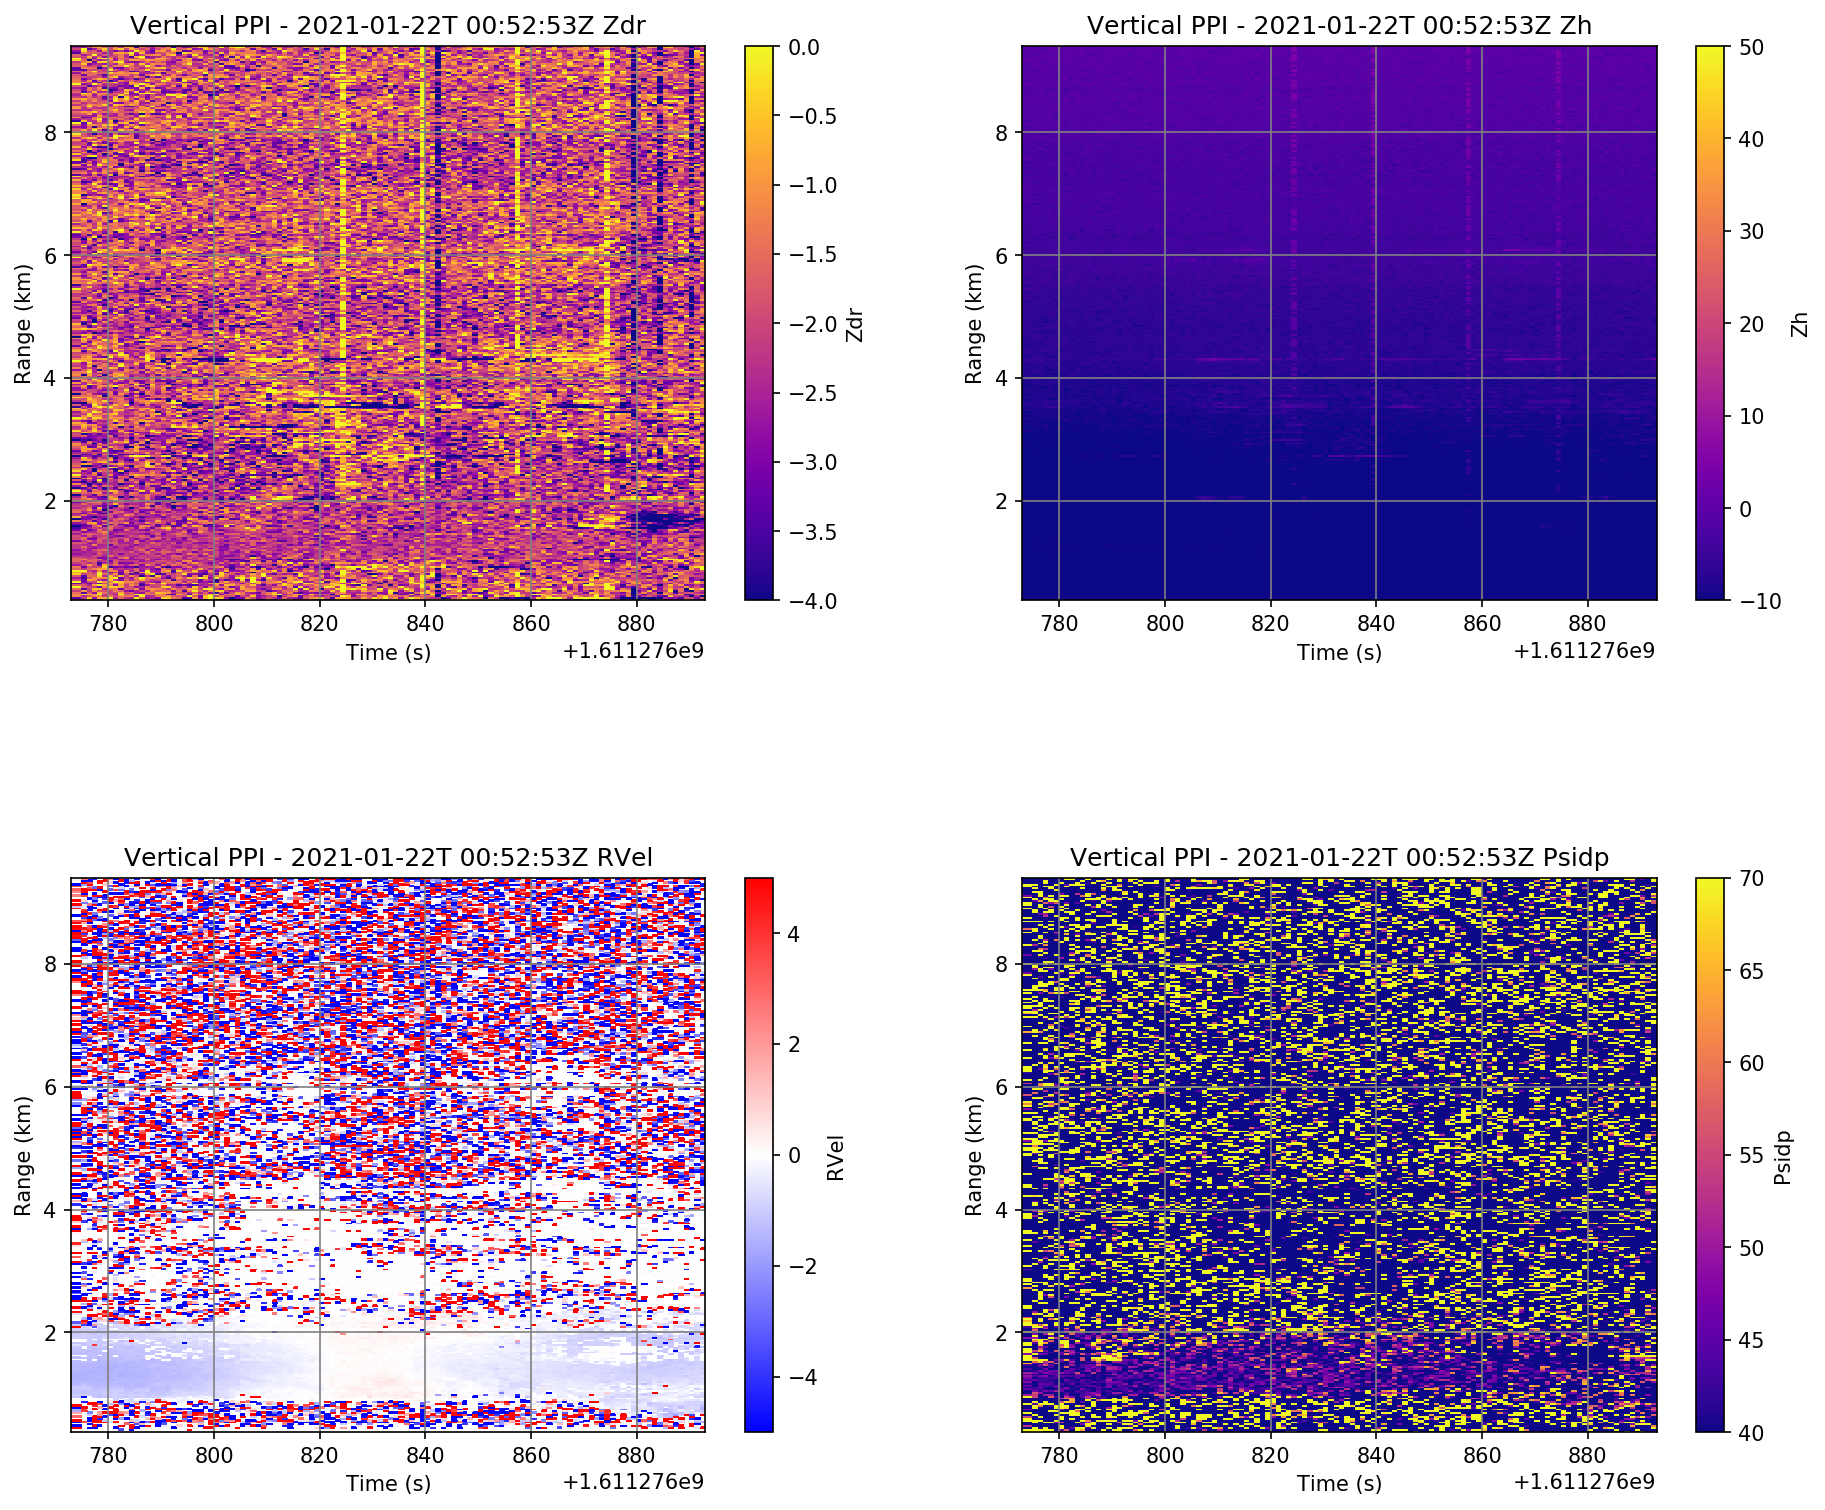 Vertical PPI - 2021-01-22T 00:52:53Z Zdr
Range (km)
8
6
4
2
780 800 820 840 860 880
Time (s)
+1.611276e9
0.0
−0.5
−1.0
−1.5
−2.0
−2.5
−3.0
−3.5
−4.0
Zdr
Vertical PPI - 2021-01-22T 00:52:53Z Zh
Range (km)
8
6
4
2
780 800 820 840 860 880
Time (s)
+1.611276e9
50
40
30
20
10
0
−10
Zh
Vertical PPI - 2021-01-22T 00:52:53Z RVel
Range (km)
8
6
4
2
780 800 820 840 860 880
Time (s)
+1.611276e9
4
2
0
−2
−4
RVel
Vertical PPI - 2021-01-22T 00:52:53Z Psidp
Range (km)
8
6
4
2
780 800 820 840 860 880
Time (s)
+1.611276e9
70
65
60
55
50
45
40
Psidp